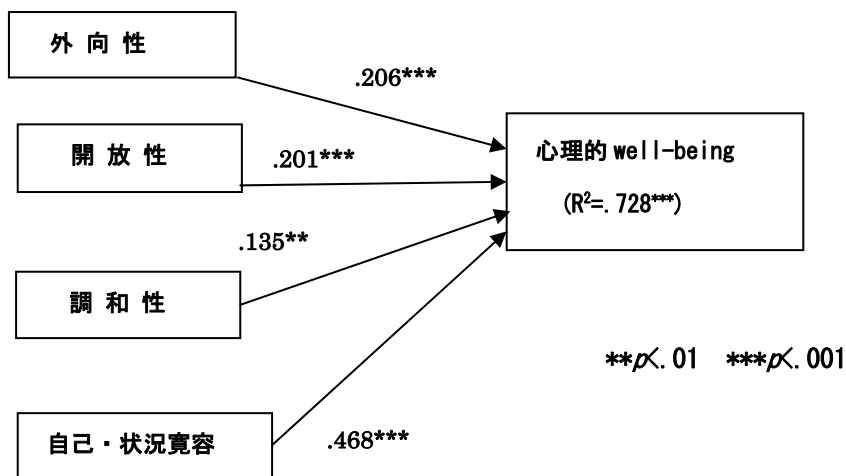 外 向 性
.206***
開 放 性
.201***
心理的 well-being
(R²=.728***)
.135**
調 和 性
**p<.01 ***p<.001
自己・状況寛容
.468***